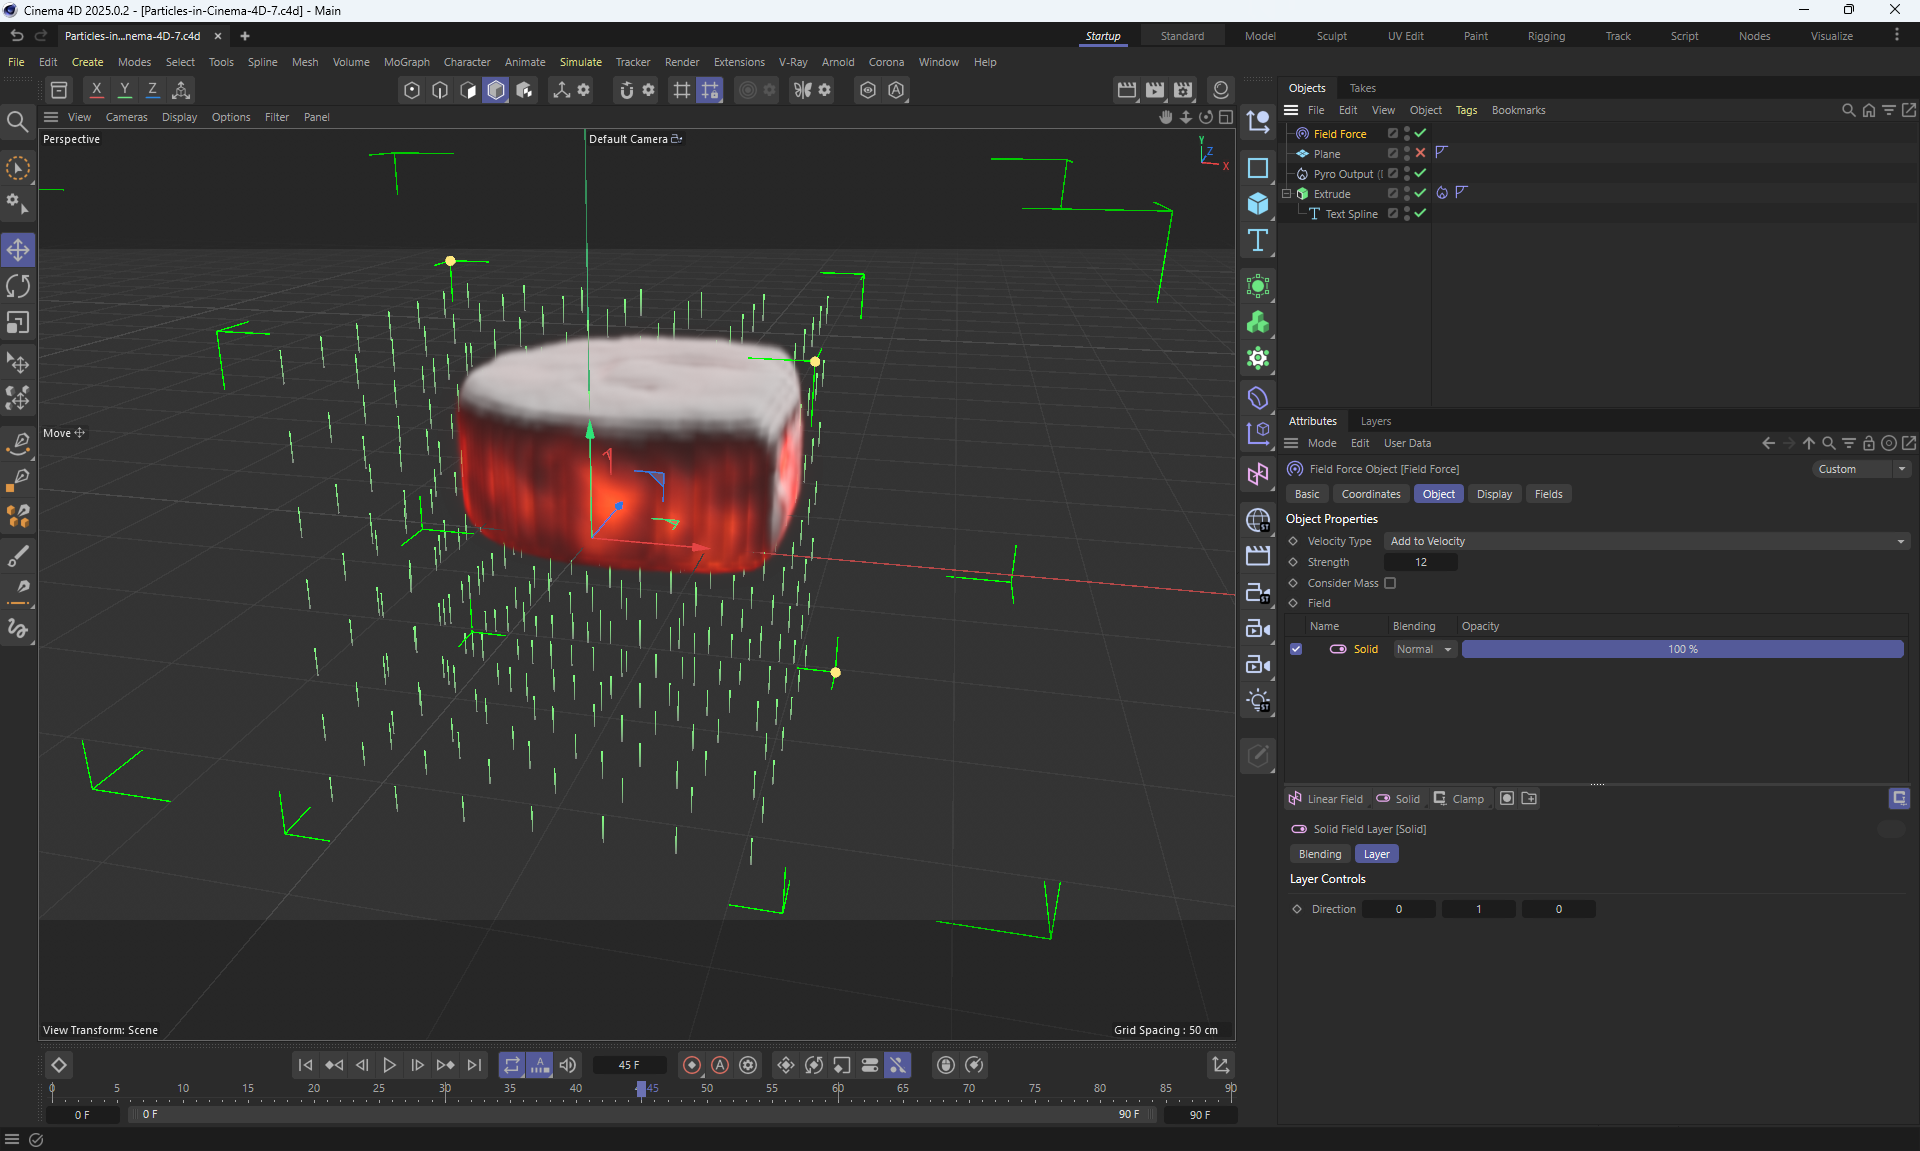 Cinema 4D 2025.0.2 - [Particles-in-Cinema-4D-7.c4d] - Main
Particles-in...nema-4D-7.c4d
Startup Standard Model Sculpt UV Edit Paint Rigging Track Script Nodes Visualize
File Edit Create Modes Select Tools Spline Mesh Volume MoGraph Character Animate Simulate Tracker Render Extensions V-Ray Arnold Corona Window Help
X Y Z
View Cameras Display Options Filter Panel
Perspective
Default Camera
Y
Z
X
Move
View Transform: Scene
Grid Spacing : 50 cm
Objects Takes
File Edit View Object Tags Bookmarks
Field Force
Plane
Pyro Output
Extrude
Text Spline
Attributes Layers
Mode Edit User Data
Field Force Object [Field Force]
Custom
Basic Coordinates Object Display Fields
Object Properties
Velocity Type Add to Velocity
Strength 12
Consider Mass
Field
Name Blending Opacity
Solid Normal 100 %
Linear Field Solid Clamp
Solid Field Layer [Solid]
Blending Layer
Layer Controls
Direction 0 1 0
45 F
0 5 10 15 20 25 30 35 40 45 50 55 60 65 70 75 80 85 90
0 F 0 F 90 F 90 F